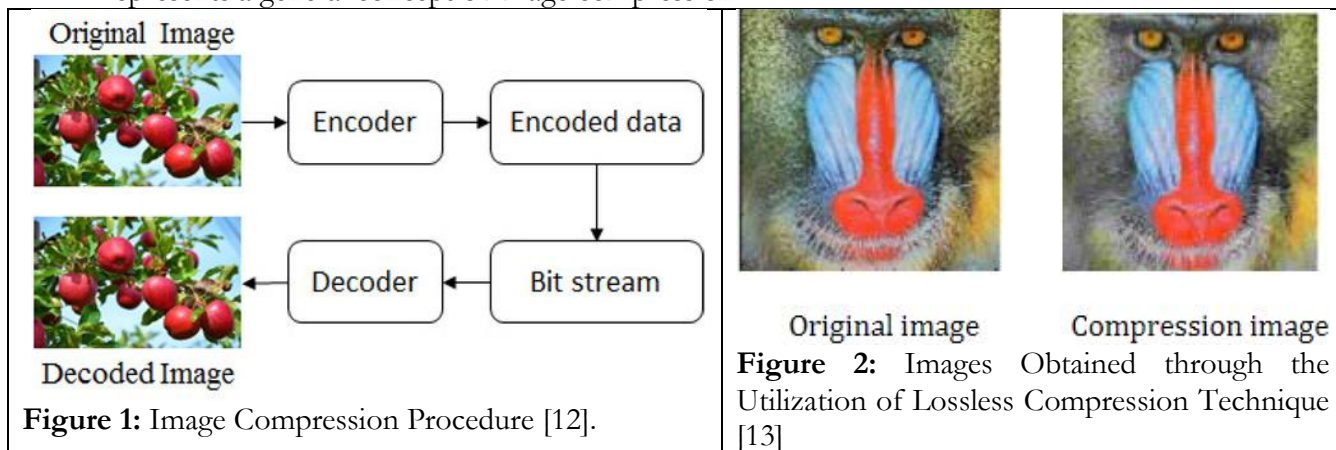 Original Image
Encoder
Encoded data
Decoder
Bit stream
Decoded Image
Figure 1: Image Compression Procedure [12].
Original image
Compression image
Figure 2: Images Obtained through the
Utilization of Lossless Compression Technique
[13]